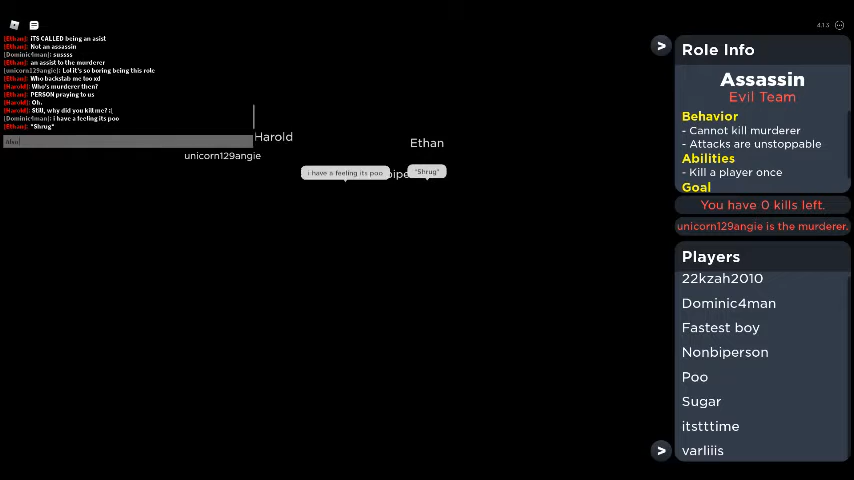 4.1.3
[Ethan]: iTS CALLED being an asist
[Ethan]: Not an assassin
[Dominic4man]: sussss
[Ethan]: an assist to the murderer
[unicorn129angie]: Lol it's so boring being this role
[Ethan]: Who backstab me too xd
[Harold]: Who's murderer then?
[Ethan]: PERSON praying to us
[Harold]: Oh.
[Harold]: Still, why did you kill me? :(
[Dominic4man]: i have a feeling its poo
[Ethan]: *Shrug*
Also
Harold
Ethan
unicorn129angie
i have a feeling its poo
*Shrug*
Role Info
Assassin
Evil Team
Behavior
- Cannot kill murderer
- Attacks are unstoppable
Abilities
- Kill a player once
Goal
You have 0 kills left.
unicorn129angie is the murderer.
Players
22kzah2010
Dominic4man
Fastest boy
Nonbiperson
Poo
Sugar
itstttime
varliiis